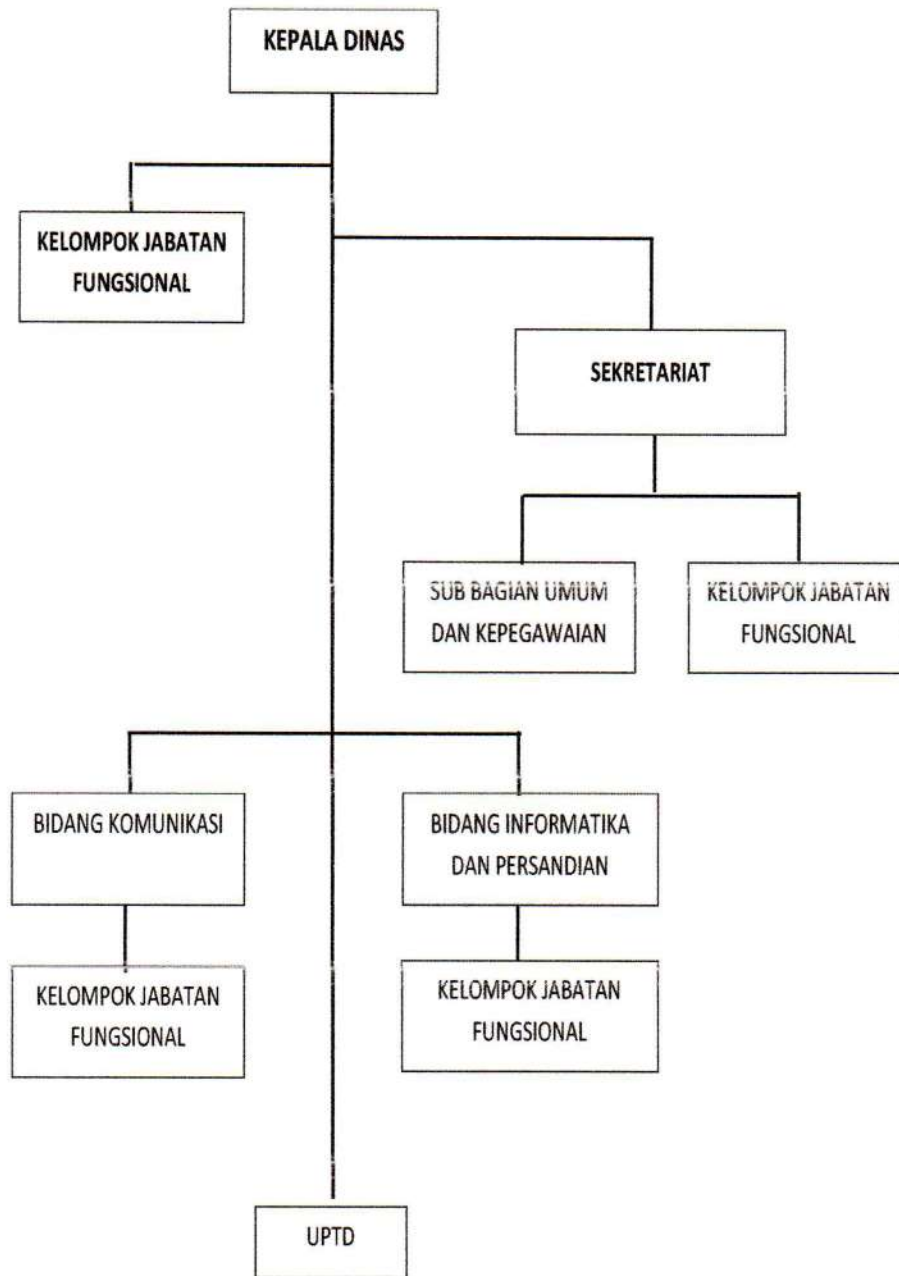 KEPALA DINAS
KELOMPOK JABATAN
FUNGSIONAL
SEKRETARIAT
SUB BAGIAN UMUM
DAN KEPEGAWAIAN
KELOMPOK JABATAN
FUNGSIONAL
BIDANG KOMUNIKASI
BIDANG INFORMATIKA
DAN PERSANDIAN
KELOMPOK JABATAN
FUNGSIONAL
KELOMPOK JABATAN
FUNGSIONAL
UPTD